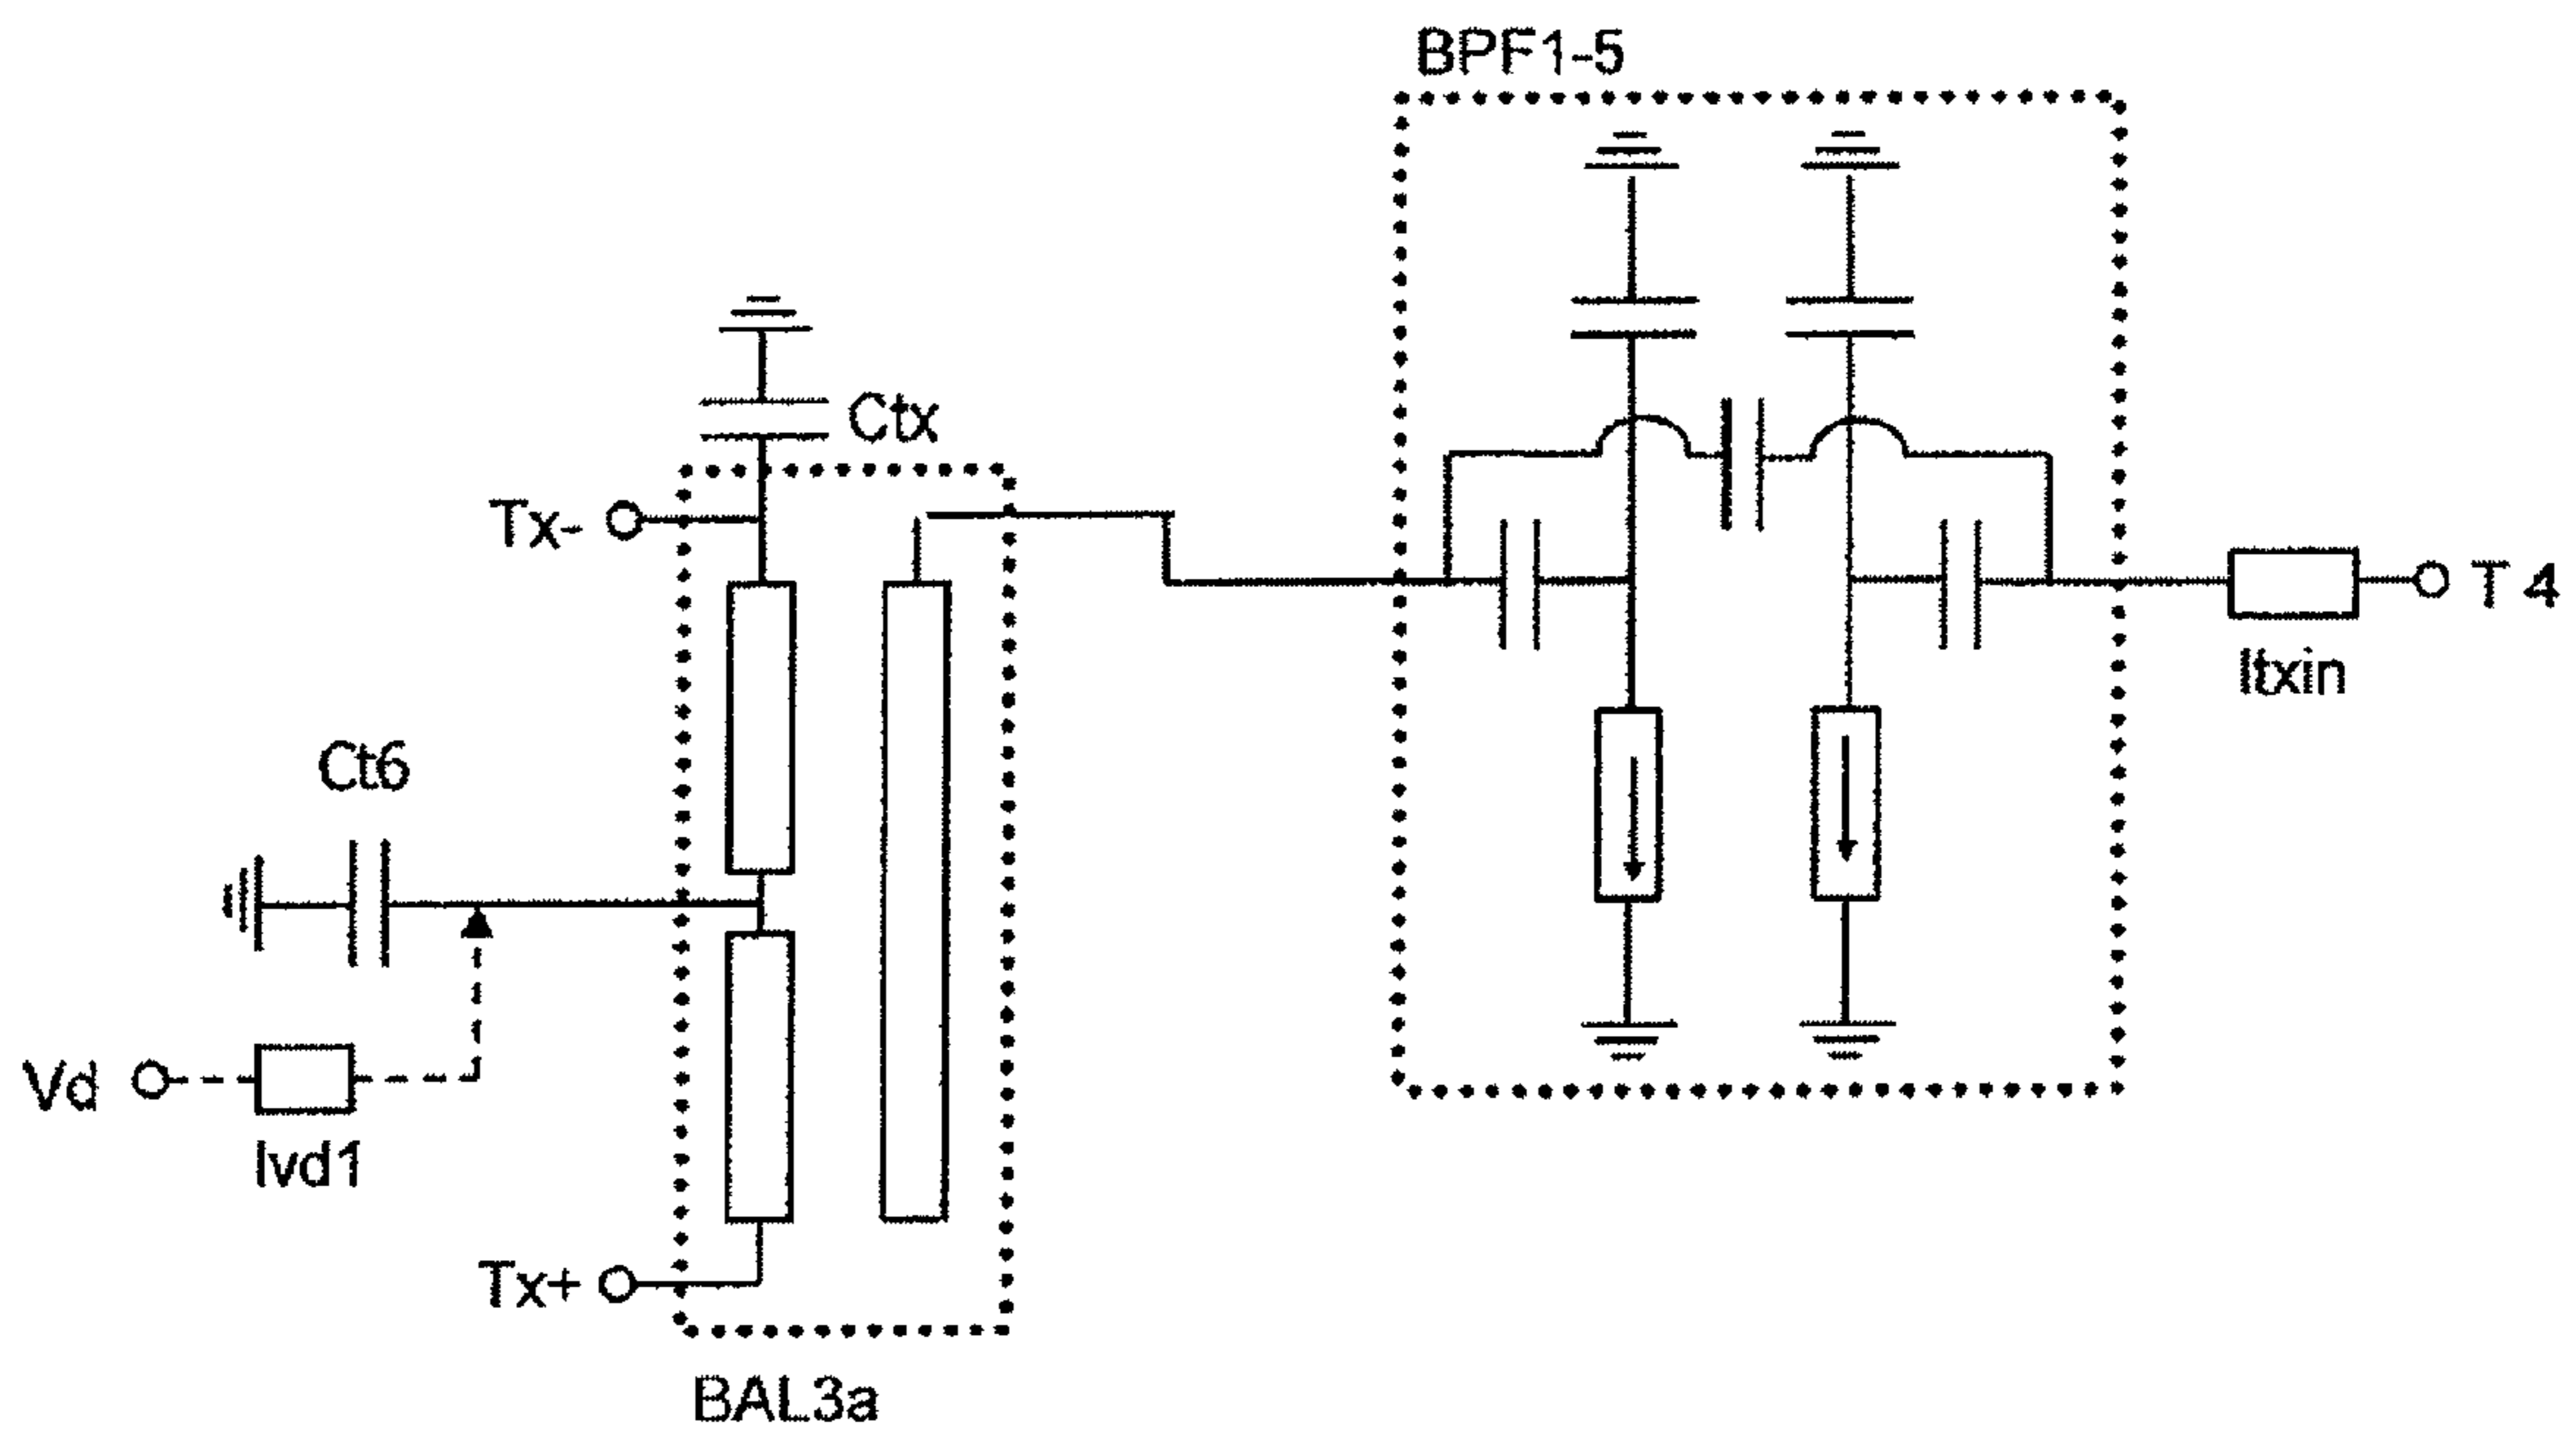 BPF1-5
Ctx
Tx-
T 4
ltxin
Ct6
Vd
lvd1
Tx+
BAL3a